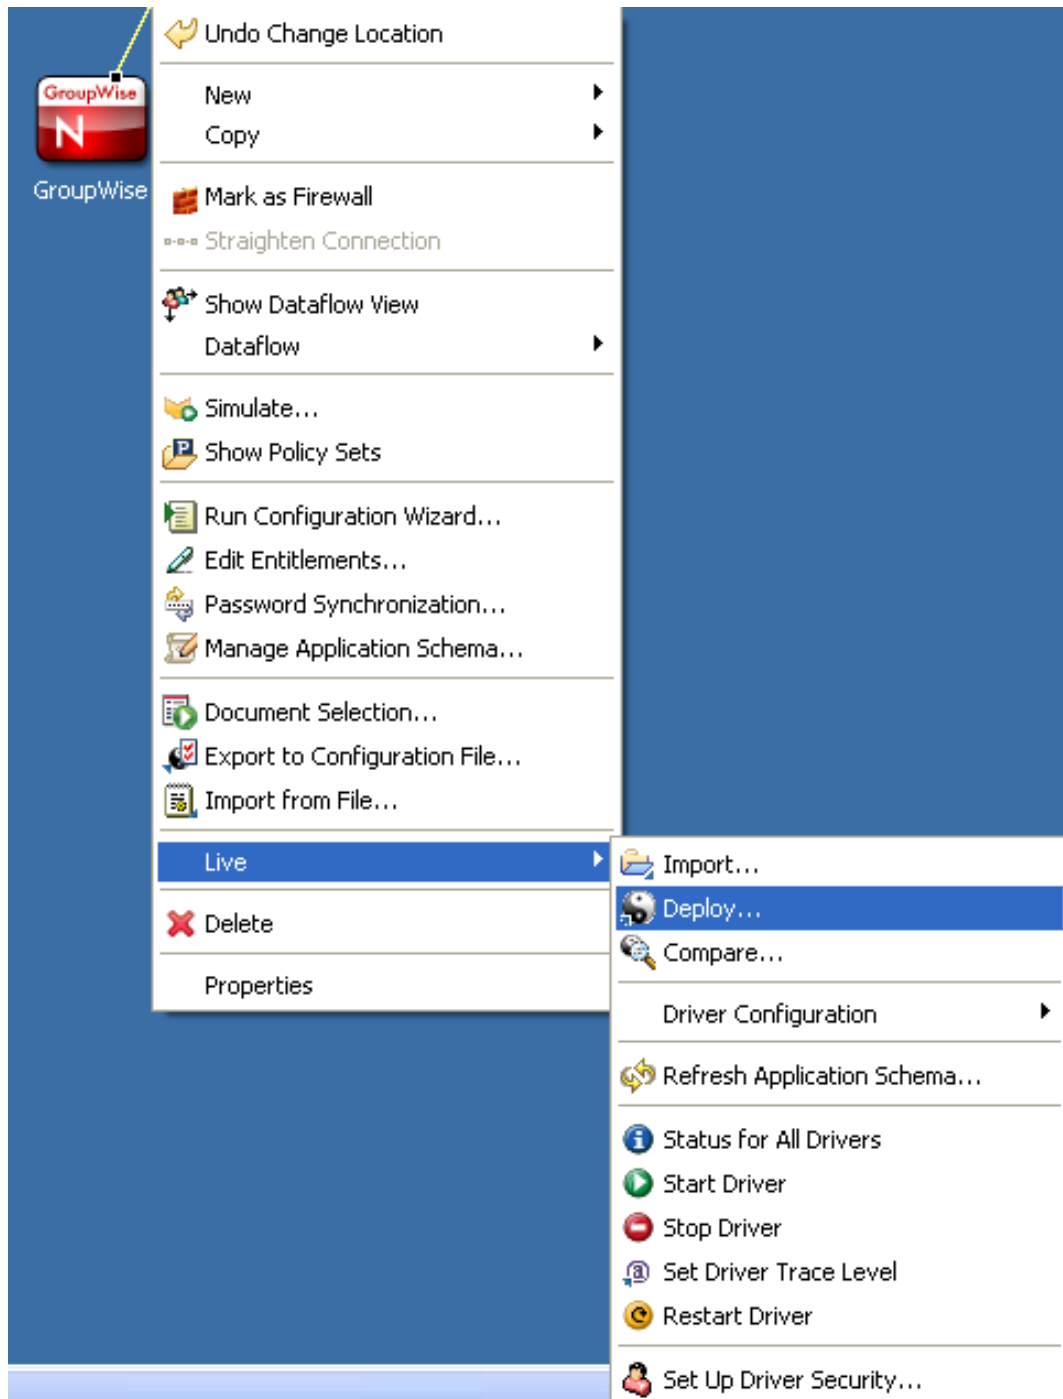 Undo Change Location
GroupWise
N
GroupWise
New
Copy
Mark as Firewall
Straighten Connection
Show Dataflow View
Dataflow
Simulate...
P
Show Policy Sets
Run Configuration Wizard...
Edit Entitlements...
Password Synchronization...
Manage Application Schema...
Document Selection...
Export to Configuration File...
Import from File...
Live
Delete
Properties
Import...
Deploy...
Compare...
Driver Configuration
Refresh Application Schema...
Status for All Drivers
Start Driver
Stop Driver
Set Driver Trace Level
Restart Driver
Set Up Driver Security...